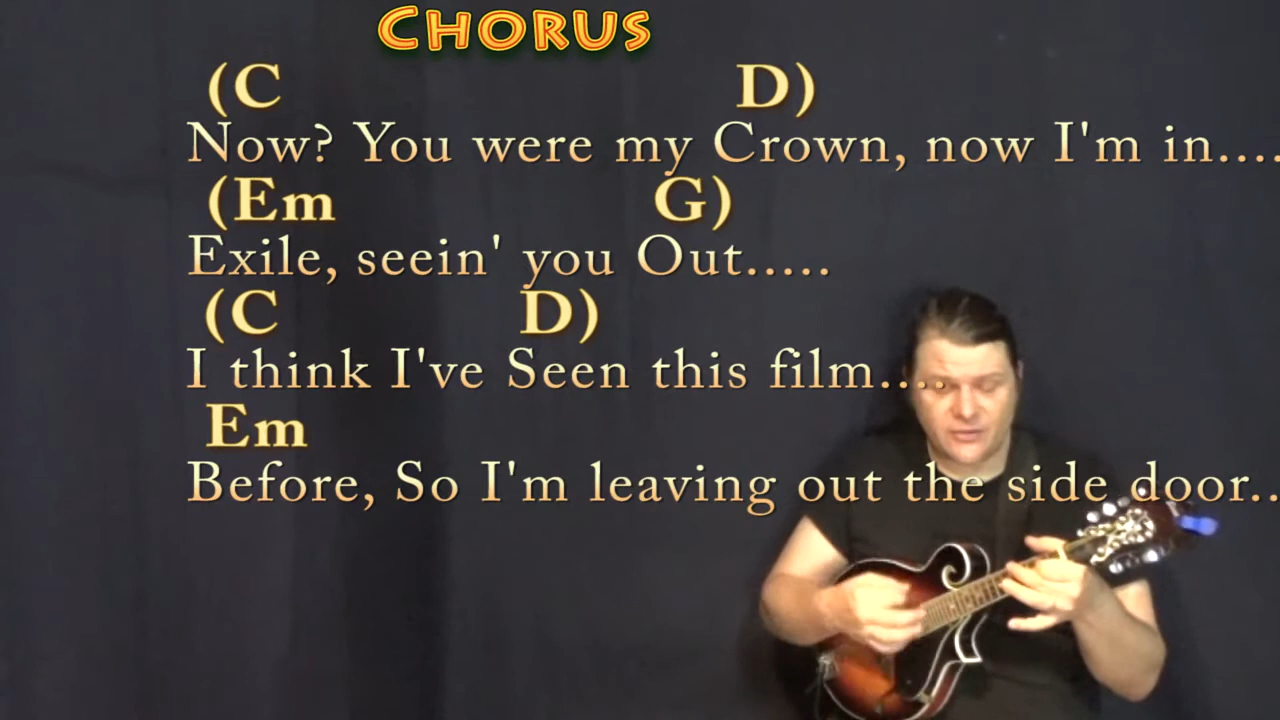 CHORUS
(C D)
Now? You were my Crown, now I'm in....
(Em G)
Exile, seein' you Out.....
(C D)
I think I've Seen this film....
Em
Before, So I'm leaving out the side door..